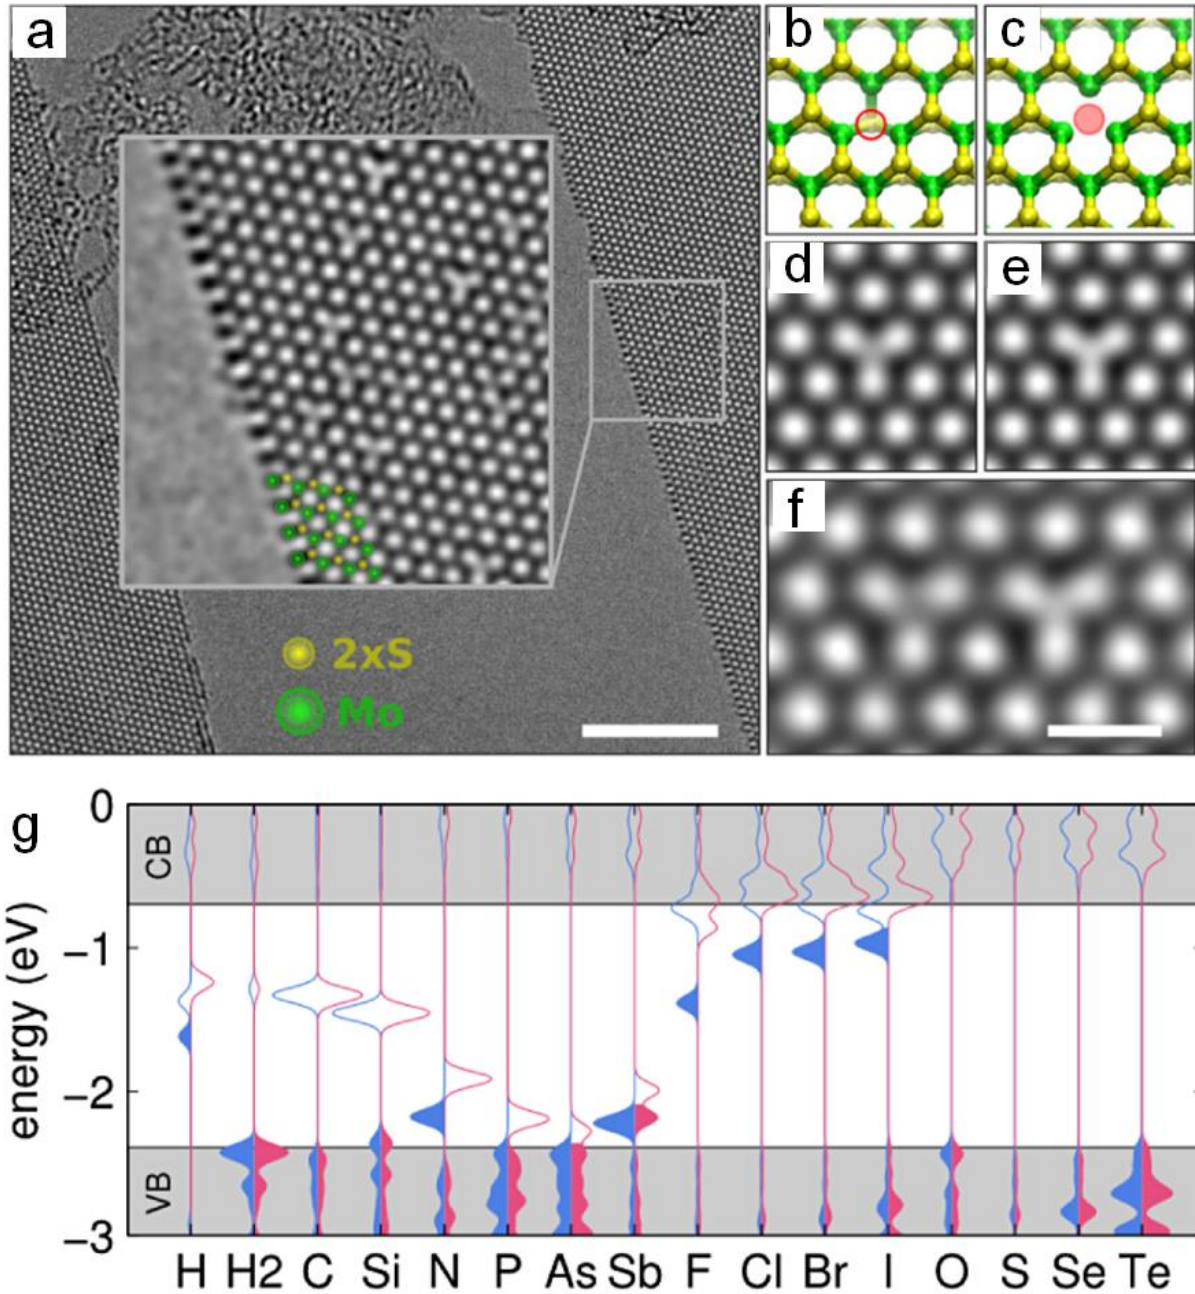 a
b
c
d
e
f
2xS
Mo
g
energy (eV)
0
−1
−2
−3
CB
VB
H H2 C Si N P As Sb F Cl Br I O S Se Te